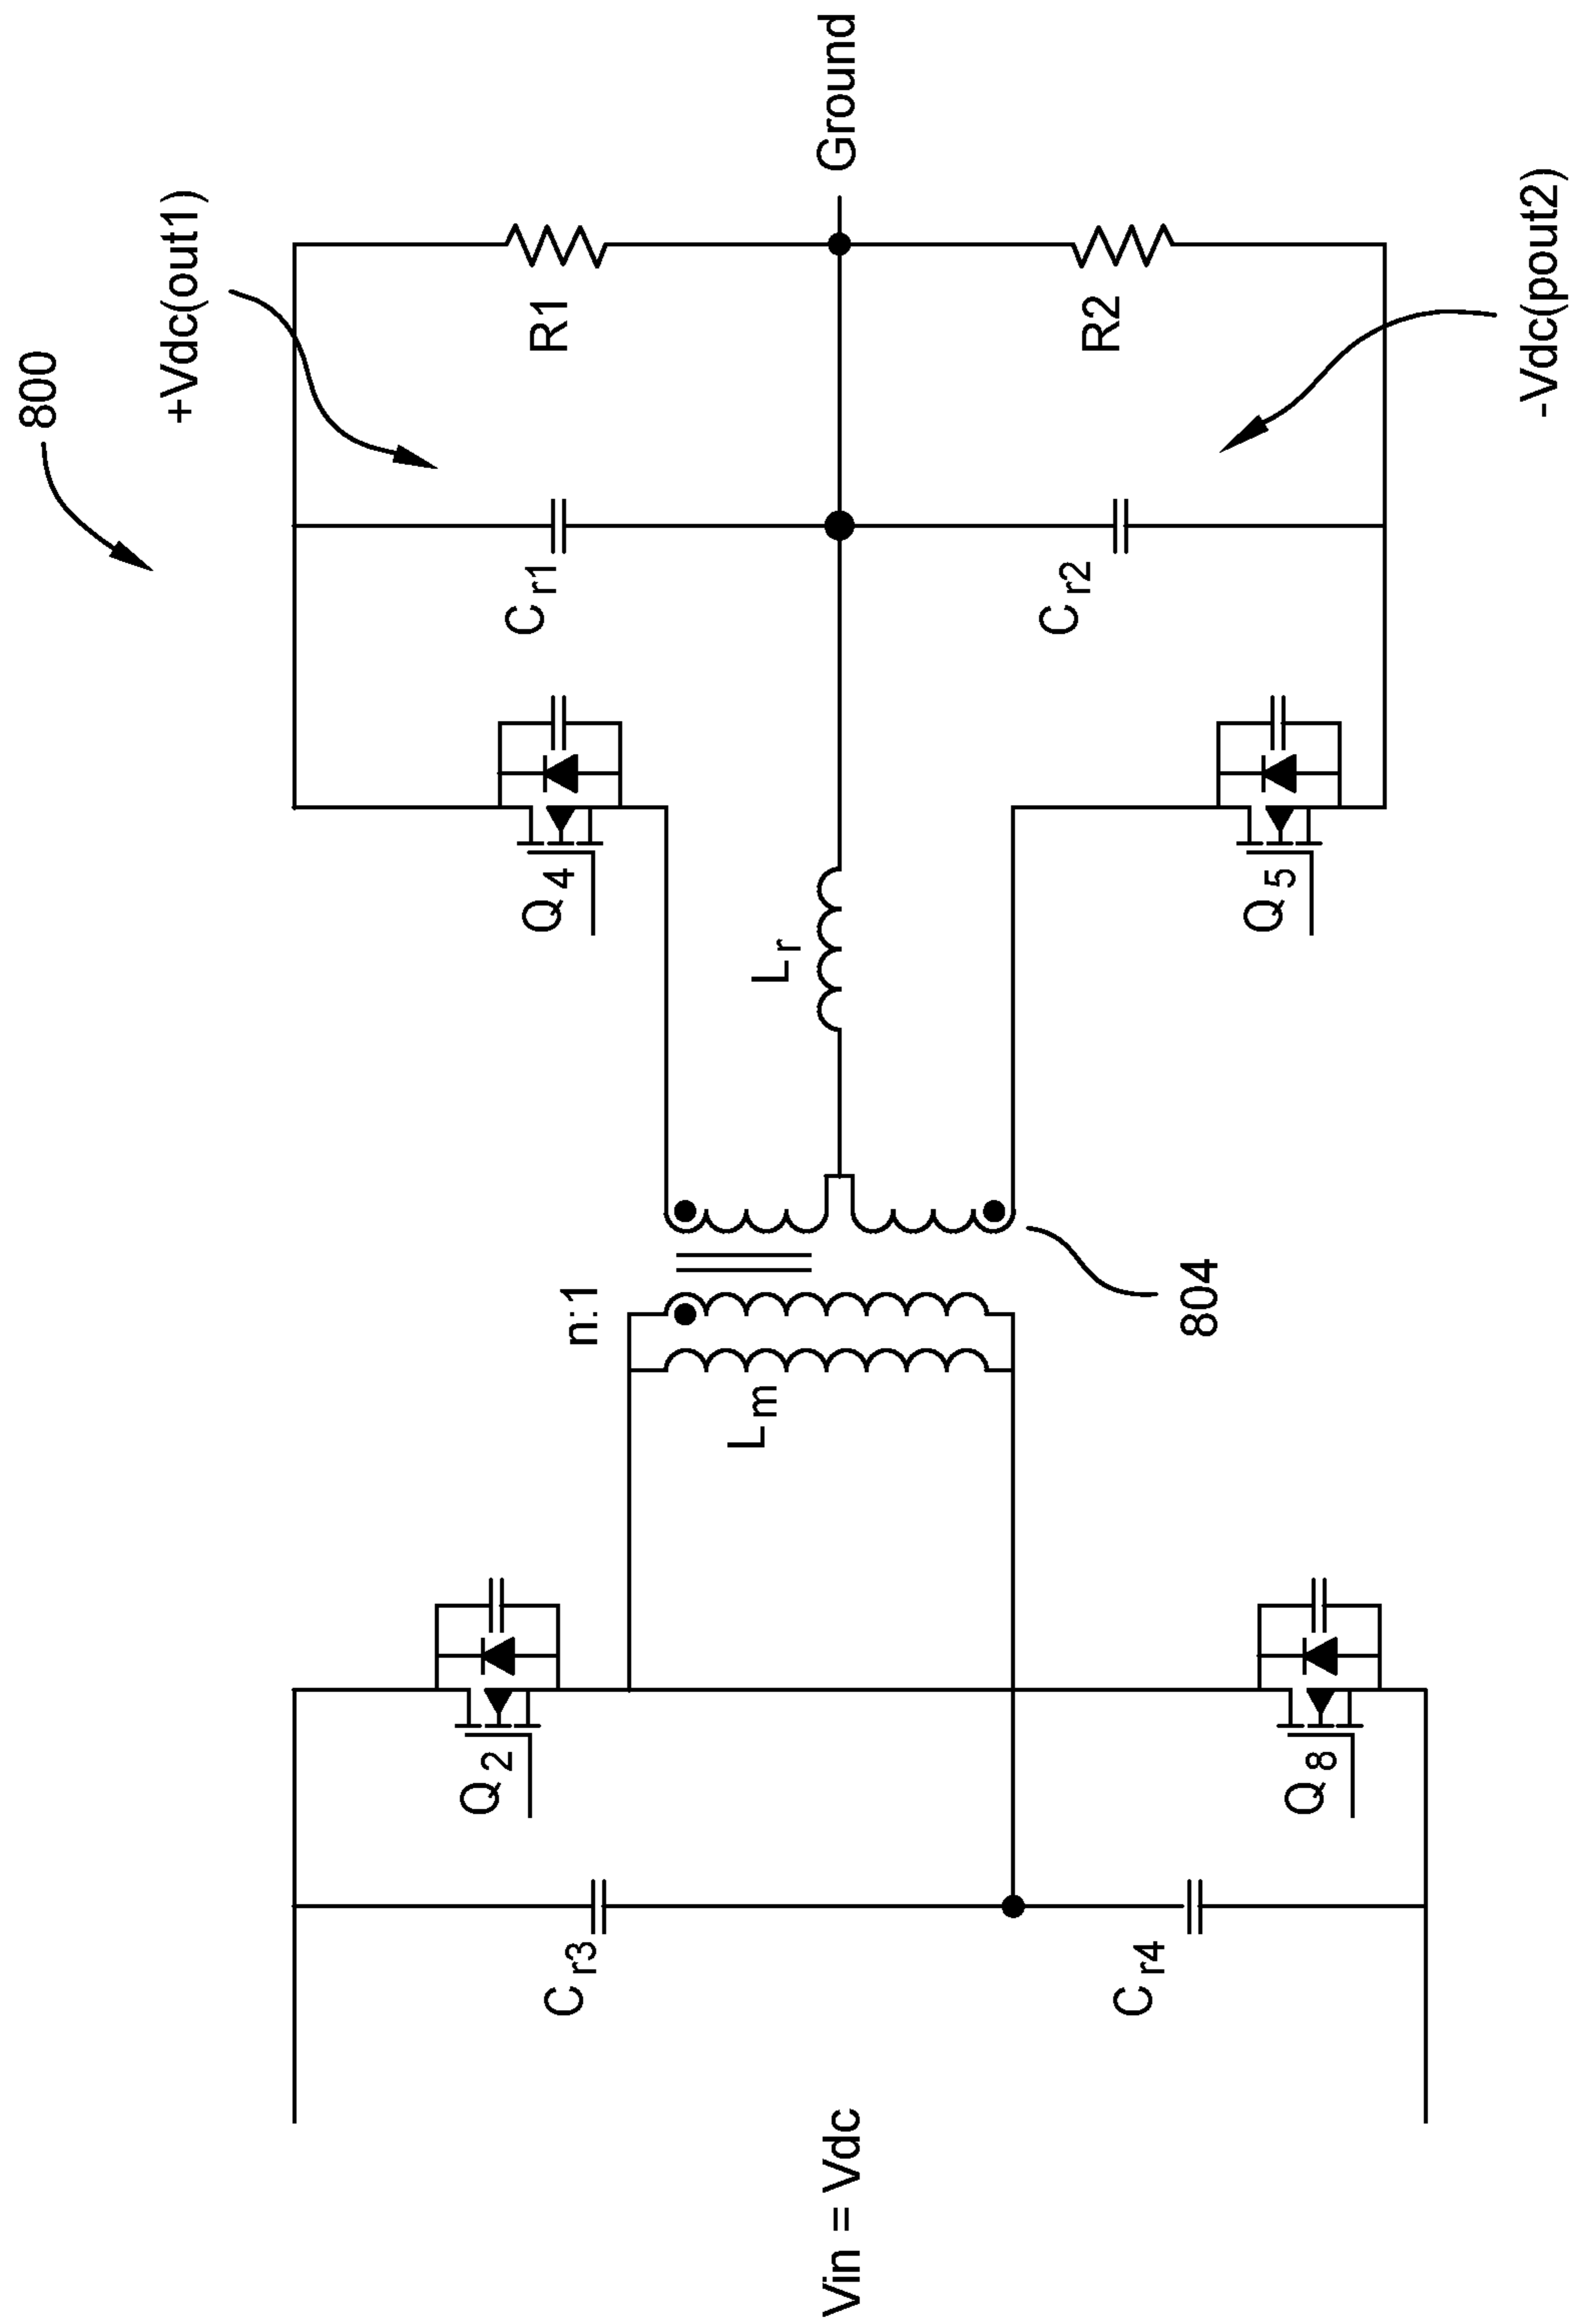 800
+Vdc(out1)
Ground
R1
R2
-Vdc(pout2)
Cr1
Cr2
Q4
Q5
Lr
n:1
804
Lm
Q2
Q8
Cr3
Cr4
Vin = Vdc